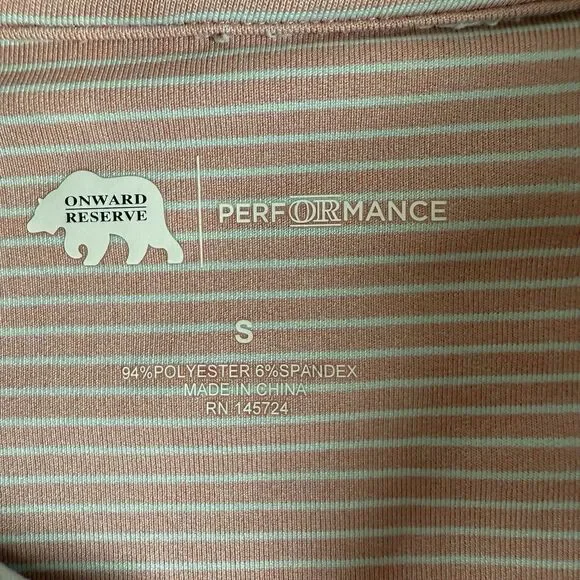 ONWARD
RESERVE
PERFORMANCE
S
94%POLYESTER 6%SPANDEX
MADE IN CHINA
RN 145724